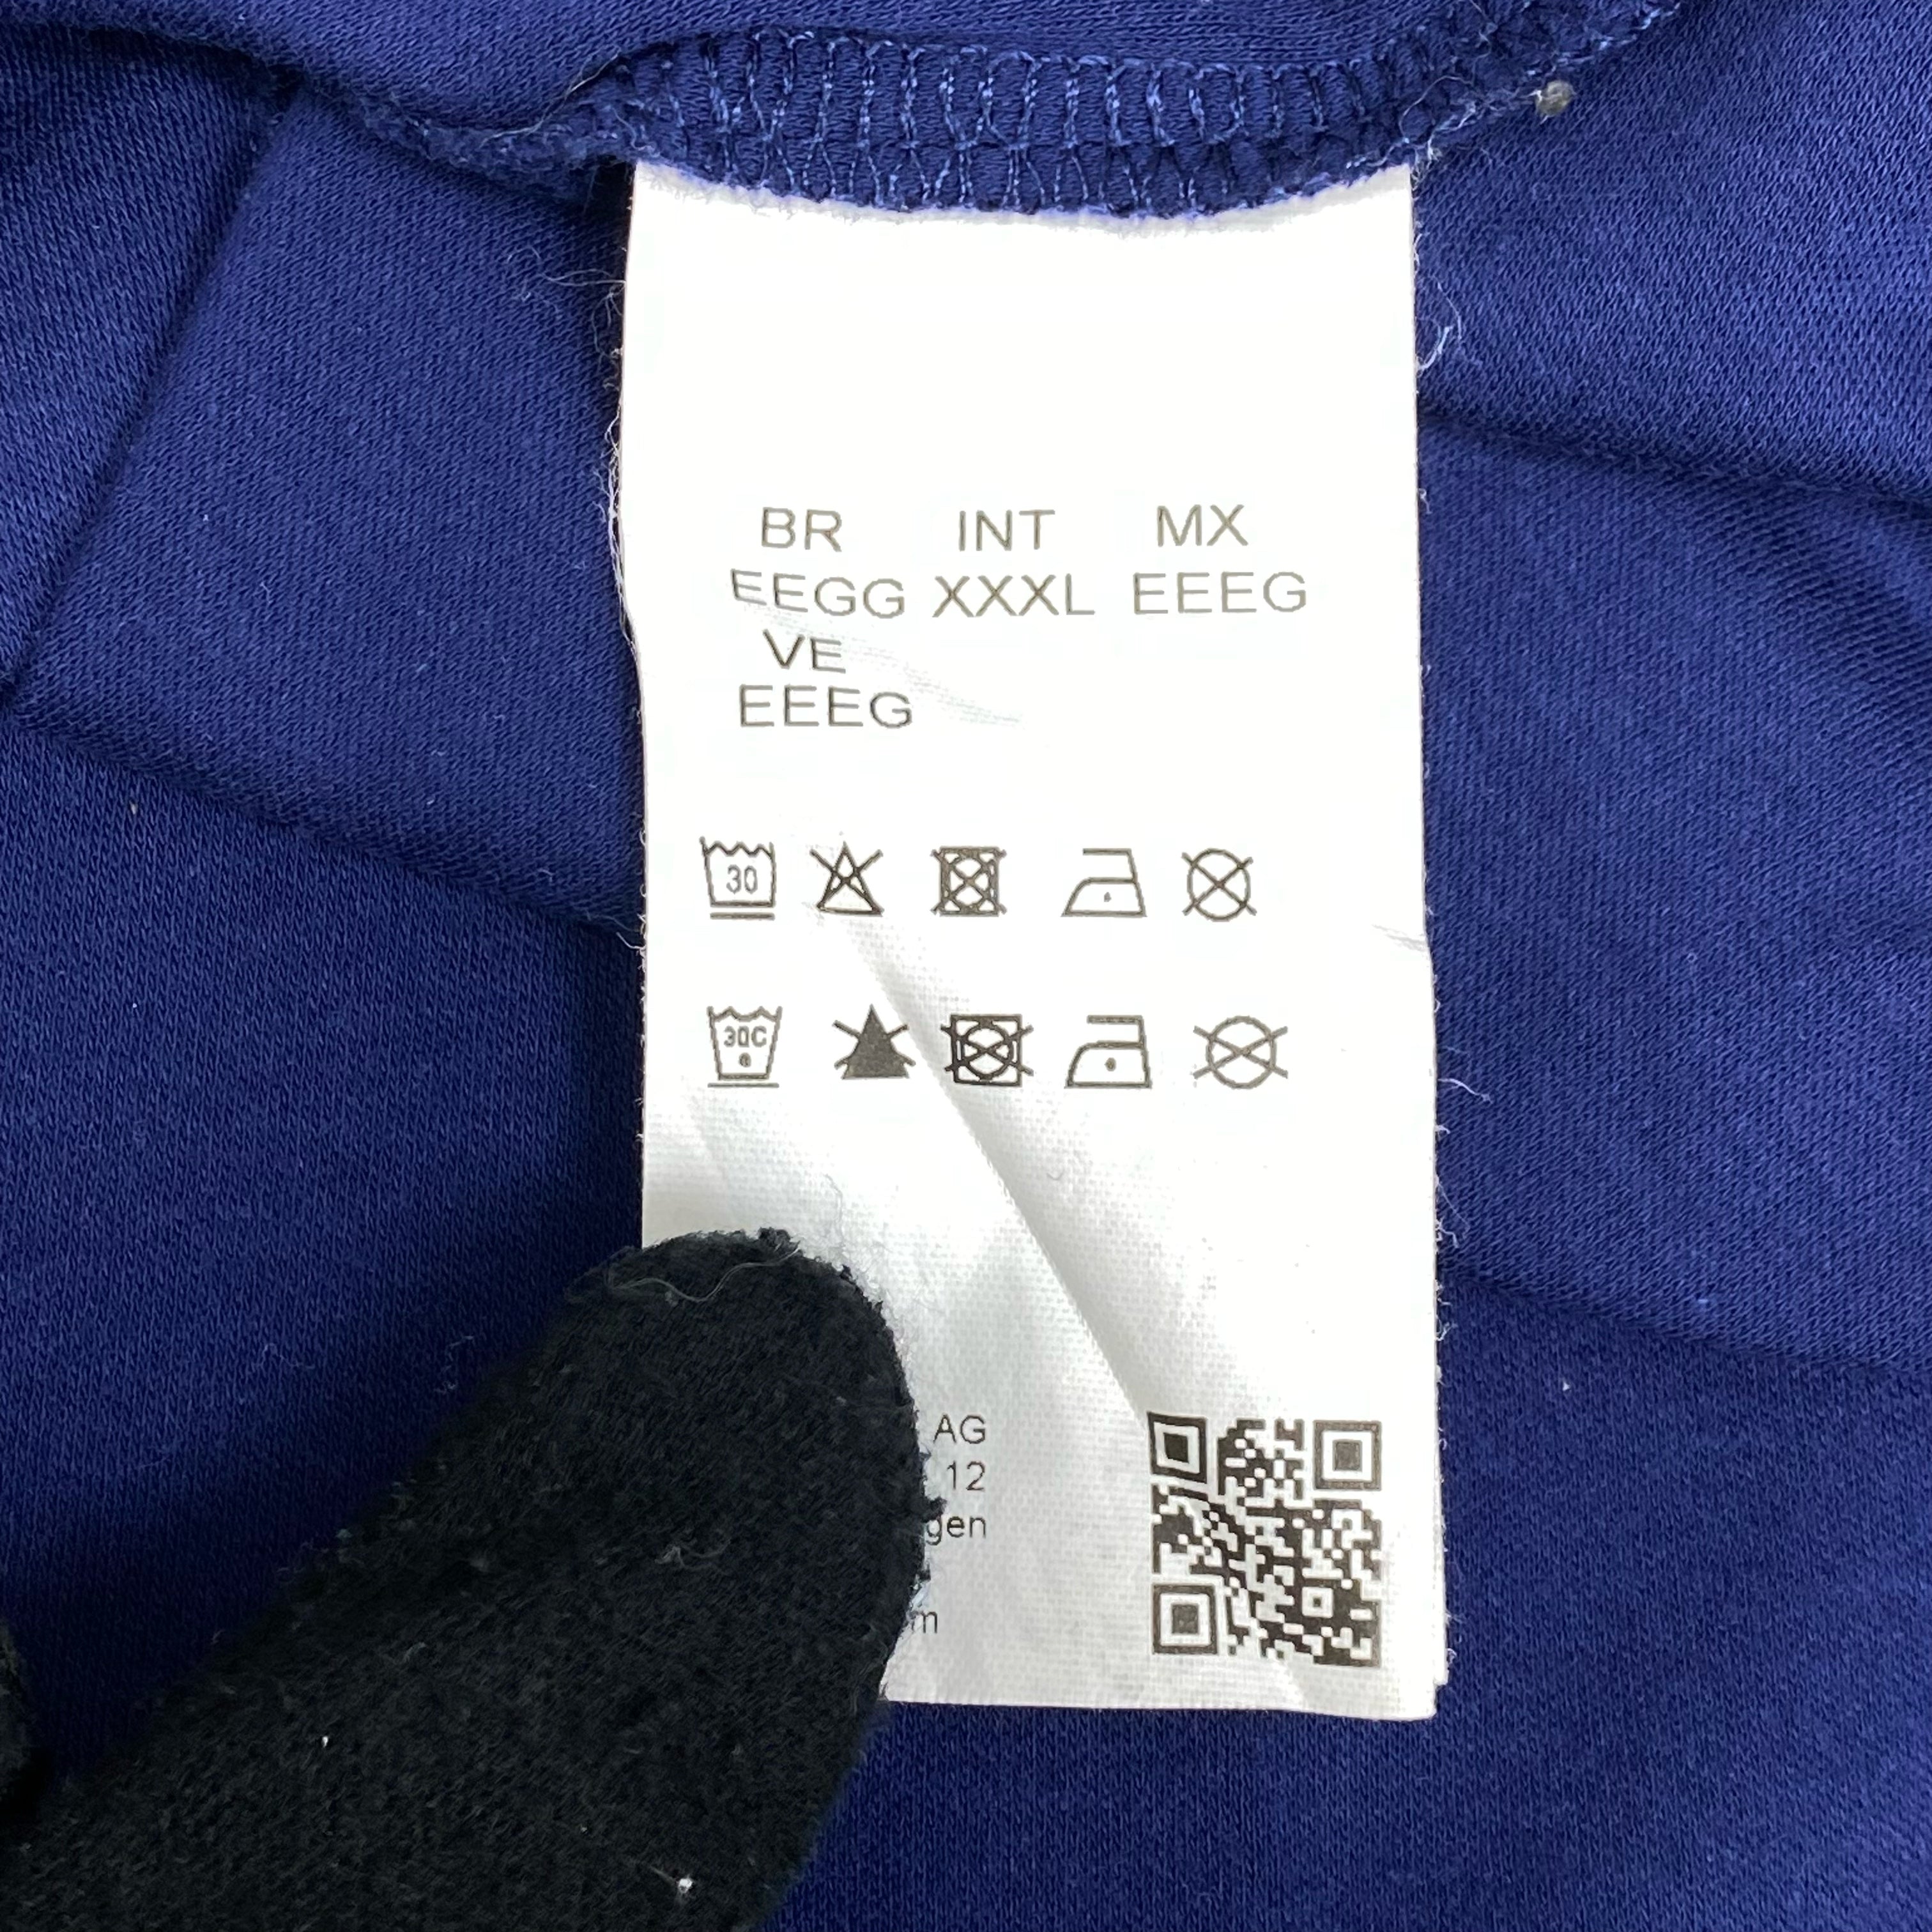 BR INT MX
EEGG XXXL EEEG
VE
EEEG
30
30C
AG
12
gen
m